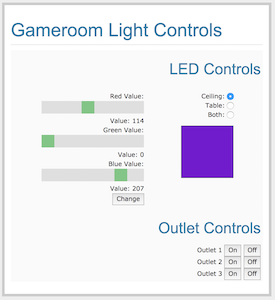 Gameroom Light Controls
LED Controls
Red Value:
Value: 114
Green Value:
Value: 0
Blue Value:
Value: 207
Change
Ceiling:
Table:
Both:
Outlet Controls
Outlet 1 On Off
Outlet 2 On Off
Outlet 3 On Off